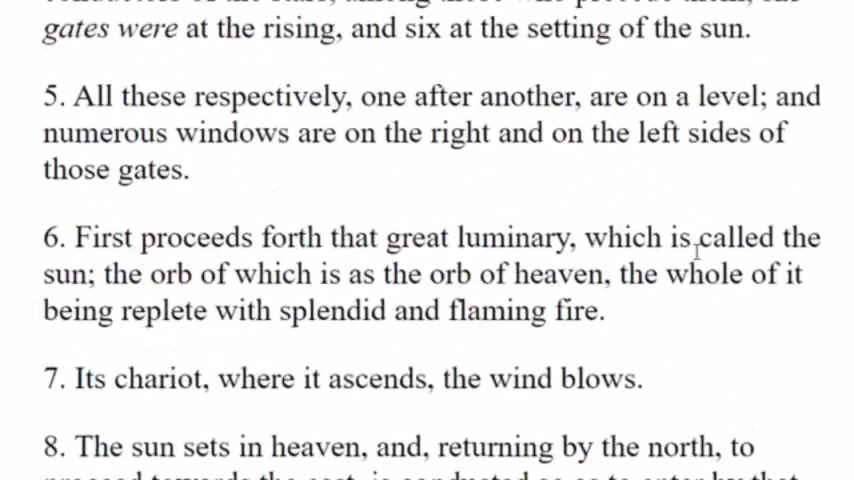 gates were at the rising, and six at the setting of the sun.
5. All these respectively, one after another, are on a level; and
numerous windows are on the right and on the left sides of
those gates.
6. First proceeds forth that great luminary, which is called the
sun; the orb of which is as the orb of heaven, the whole of it
being replete with splendid and flaming fire.
7. Its chariot, where it ascends, the wind blows.
8. The sun sets in heaven, and, returning by the north, to